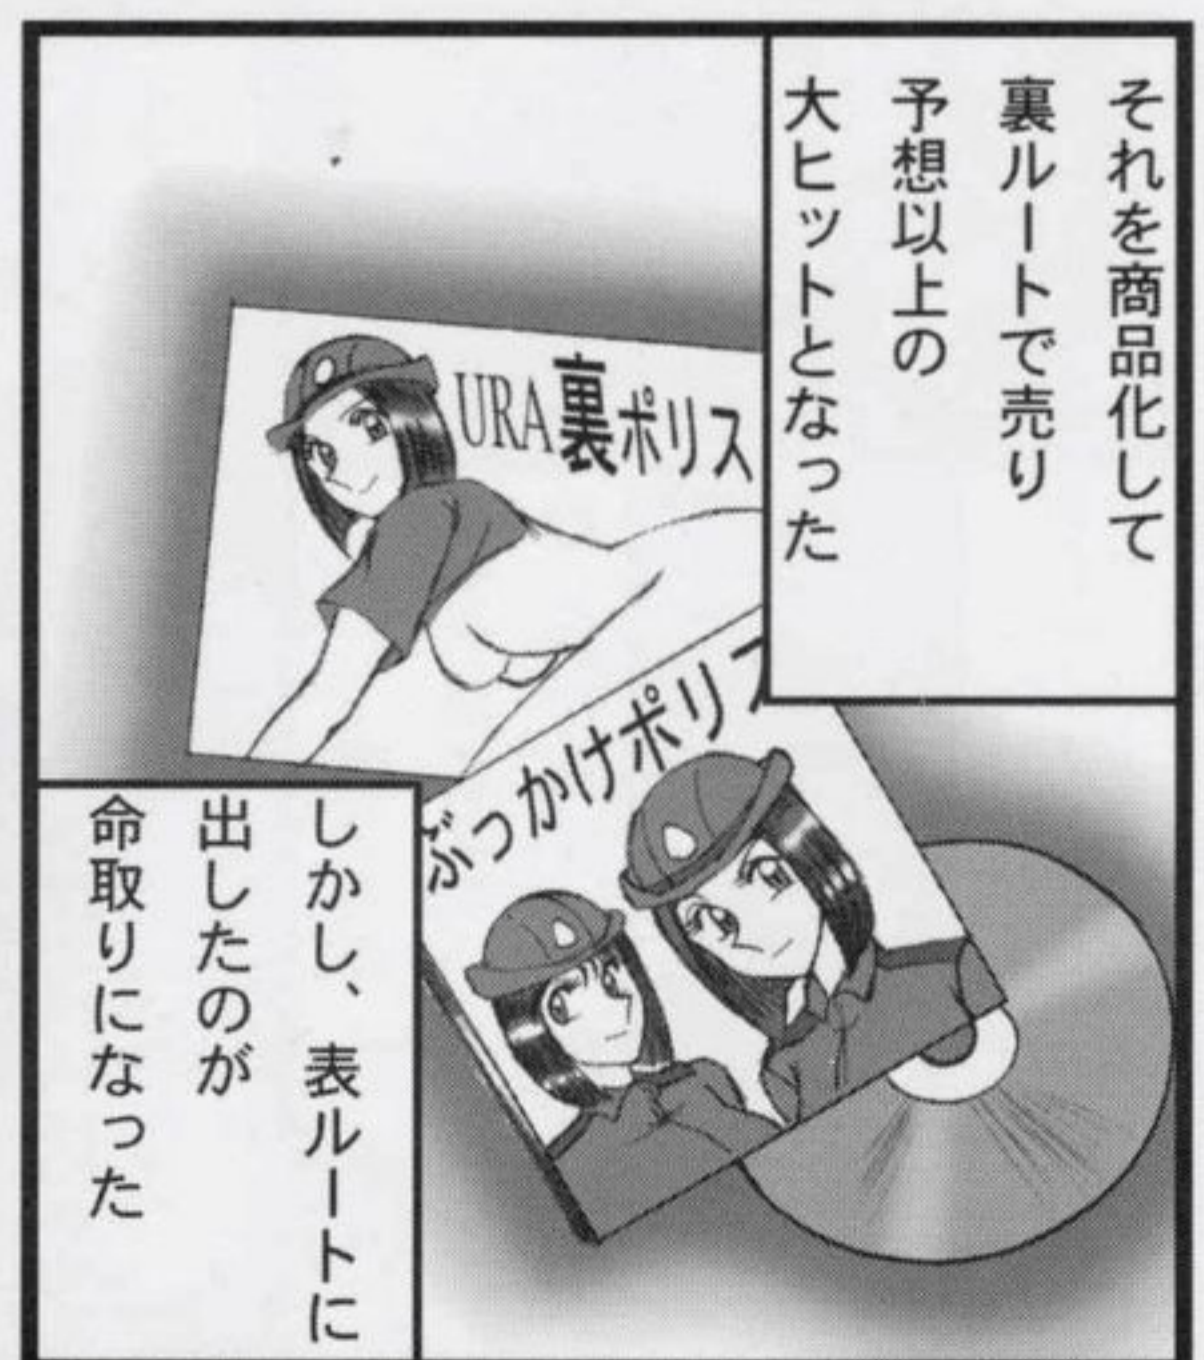 それを商品化して
裏ルートで売り
予想以上の
大ヒットとなった
URA裏ポリス
ぶっかけポリス
しかし、表ルートに
出したのが
命取りになった